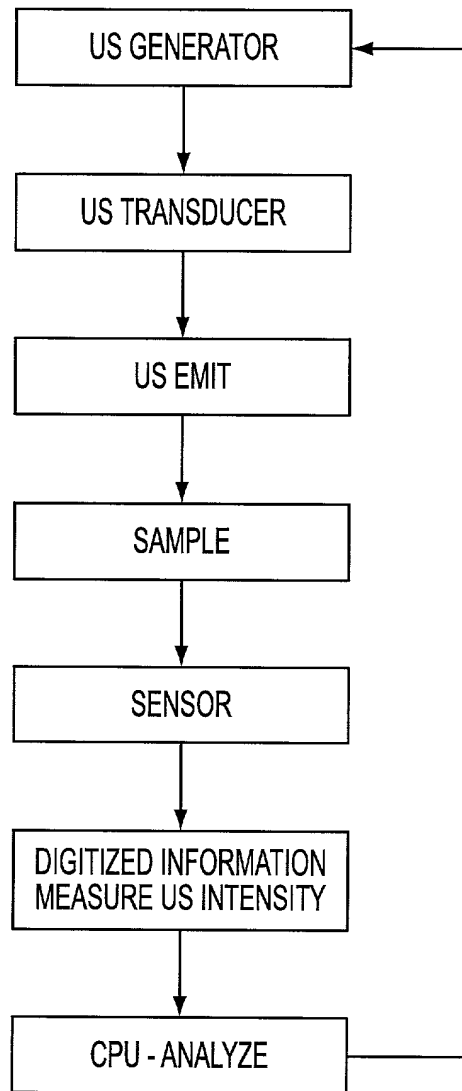 US GENERATOR
US TRANSDUCER
US EMIT
SAMPLE
SENSOR
DIGITIZED INFORMATION
MEASURE US INTENSITY
CPU - ANALYZE